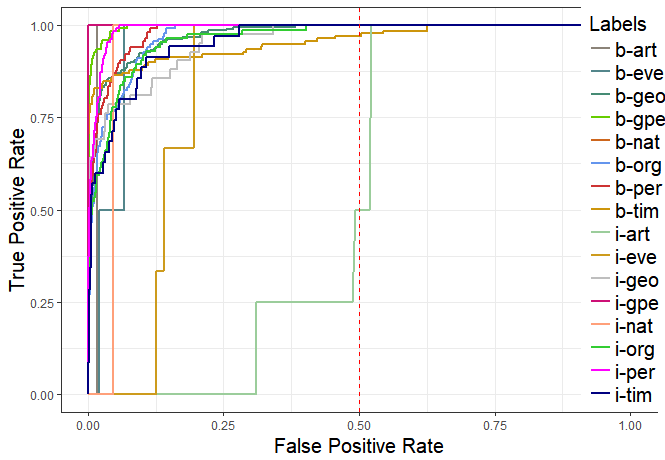 Labels
b-art
b-eve
b-geo
b-gpe
b-nat
b-org
b-per
b-tim
i-art
i-eve
i-geo
i-gpe
i-nat
i-org
i-per
i-tim
True Positive Rate
1.00
0.75
0.50
0.25
0.00
0.00 0.25 0.50 0.75 1.00
False Positive Rate